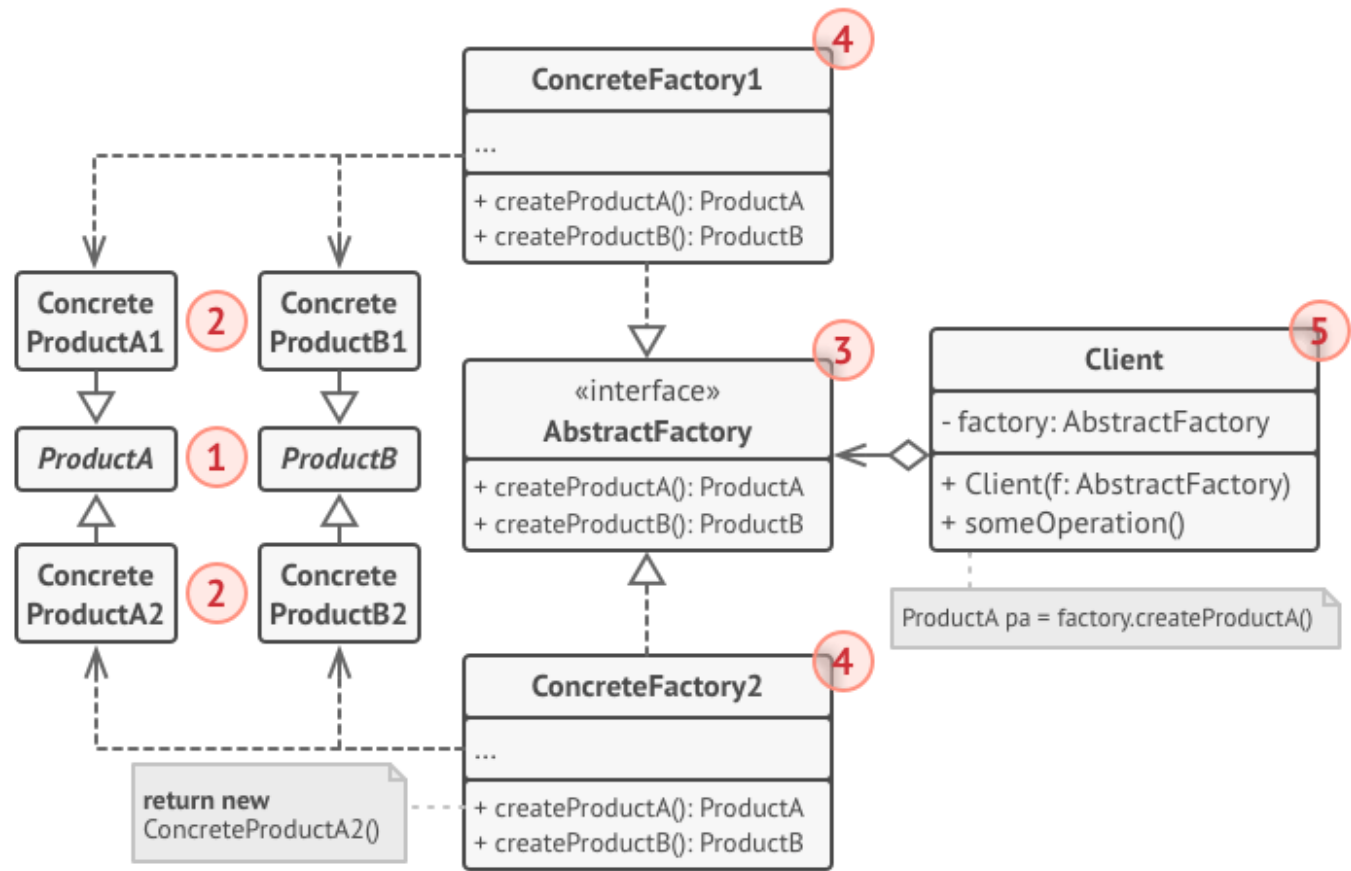 4
ConcreteFactory1
...
+ createProductA(): ProductA
+ createProductB(): ProductB
Concrete
ProductA1
2
Concrete
ProductB1
ProductA
1
ProductB
Concrete
ProductA2
2
Concrete
ProductB2
3
«interface»
AbstractFactory
+ createProductA(): ProductA
+ createProductB(): ProductB
5
Client
- factory: AbstractFactory
+ Client(f: AbstractFactory)
+ someOperation()
ProductA pa = factory.createProductA()
4
ConcreteFactory2
...
+ createProductA(): ProductA
+ createProductB(): ProductB
return new
ConcreteProductA2()